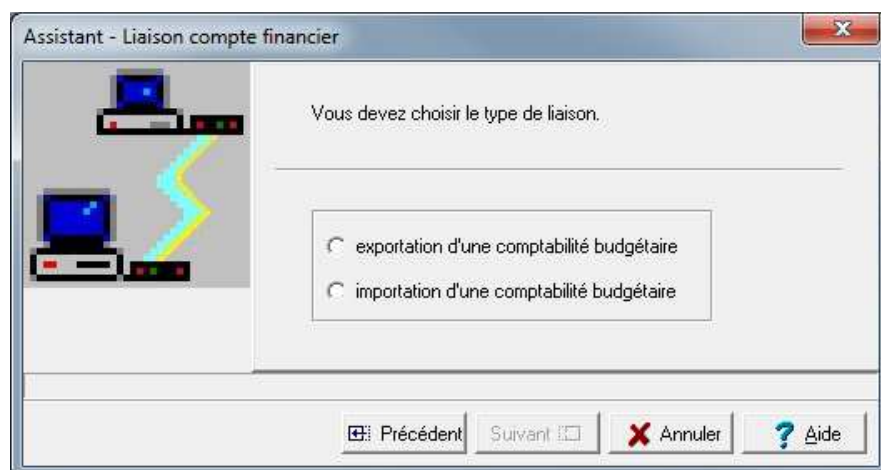 Assistant - Liaison compte financier
Vous devez choisir le type de liaison.
exportation d'une comptabilité budgétaire
importation d'une comptabilité budgétaire
Précédent Suivant Annuler Aide